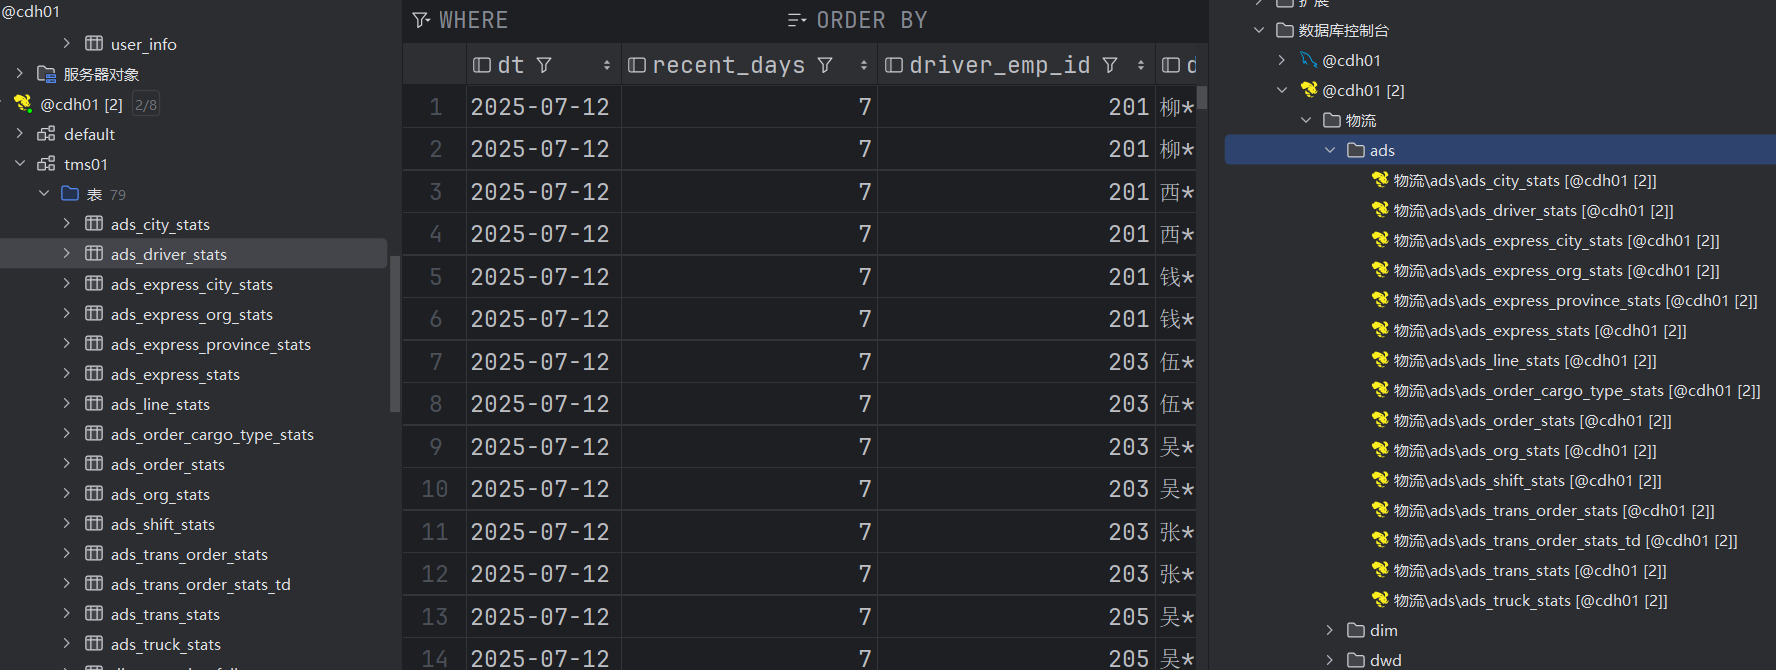 @cdh01
user_info
服务器对象
@cdh01 [2] 2/8
default
tms01
表 79
ads_city_stats
ads_driver_stats
ads_express_city_stats
ads_express_org_stats
ads_express_province_stats
ads_express_stats
ads_line_stats
ads_order_cargo_type_stats
ads_order_stats
ads_org_stats
ads_shift_stats
ads_trans_order_stats
ads_trans_order_stats_td
ads_trans_stats
ads_truck_stats
WHERE ORDER BY
dt recent_days driver_emp_id d
1 2025-07-12 7 201 柳*
2 2025-07-12 7 201 柳*
3 2025-07-12 7 201 西*
4 2025-07-12 7 201 西*
5 2025-07-12 7 201 钱*
6 2025-07-12 7 201 钱*
7 2025-07-12 7 203 伍*
8 2025-07-12 7 203 伍*
9 2025-07-12 7 203 吴*
10 2025-07-12 7 203 吴*
11 2025-07-12 7 203 张*
12 2025-07-12 7 203 张*
13 2025-07-12 7 205 吴*
14 2025-07-12 7 205 吴*
扩展
数据库控制台
@cdh01
@cdh01 [2]
物流
ads
物流\ads\ads_city_stats [@cdh01 [2]]
物流\ads\ads_driver_stats [@cdh01 [2]]
物流\ads\ads_express_city_stats [@cdh01 [2]]
物流\ads\ads_express_org_stats [@cdh01 [2]]
物流\ads\ads_express_province_stats [@cdh01 [2]]
物流\ads\ads_express_stats [@cdh01 [2]]
物流\ads\ads_line_stats [@cdh01 [2]]
物流\ads\ads_order_cargo_type_stats [@cdh01 [2]]
物流\ads\ads_order_stats [@cdh01 [2]]
物流\ads\ads_org_stats [@cdh01 [2]]
物流\ads\ads_shift_stats [@cdh01 [2]]
物流\ads\ads_trans_order_stats [@cdh01 [2]]
物流\ads\ads_trans_order_stats_td [@cdh01 [2]]
物流\ads\ads_trans_stats [@cdh01 [2]]
物流\ads\ads_truck_stats [@cdh01 [2]]
dim
dwd